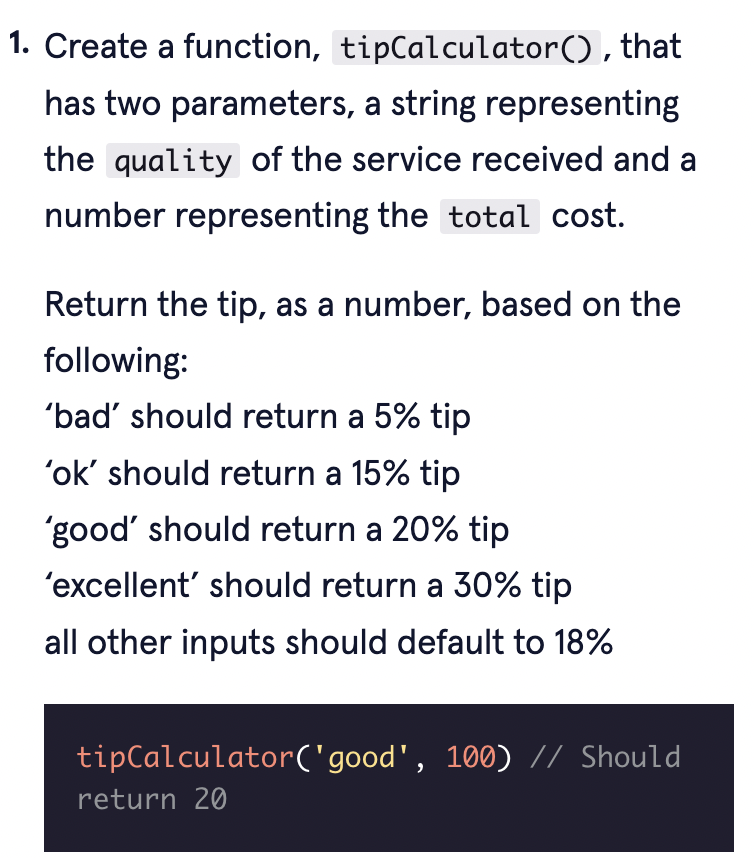 1. Create a function, tipCalculator(), that
has two parameters, a string representing
the quality of the service received and a
number representing the total cost.
Return the tip, as a number, based on the
following:
‘bad’ should return a 5% tip
‘ok’ should return a 15% tip
‘good’ should return a 20% tip
‘excellent’ should return a 30% tip
all other inputs should default to 18%
tipCalculator('good', 100) // Should
return 20